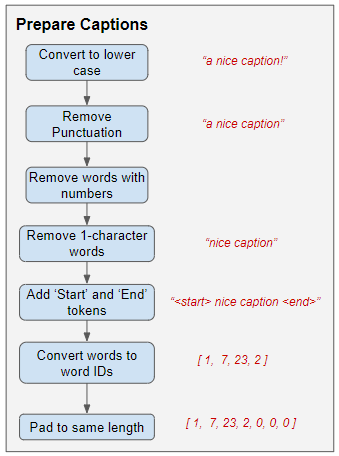 Prepare Captions
Convert to lower
case
"a nice caption!"
Remove
Punctuation
"a nice caption"
Remove words with
numbers
Remove 1-character
words
"nice caption"
Add 'Start' and 'End'
tokens
"<start> nice caption <end>"
Convert words to
word IDs
[ 1, 7, 23, 2 ]
Pad to same length
[ 1, 7, 23, 2, 0, 0, 0 ]